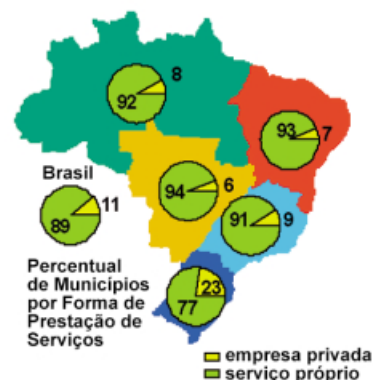 8
92
93
7
Brasil
94
6
11
89
91
9
Percentual
de Municípios
por Forma de
Prestação de
Serviços
23
77
empresa privada
serviço próprio